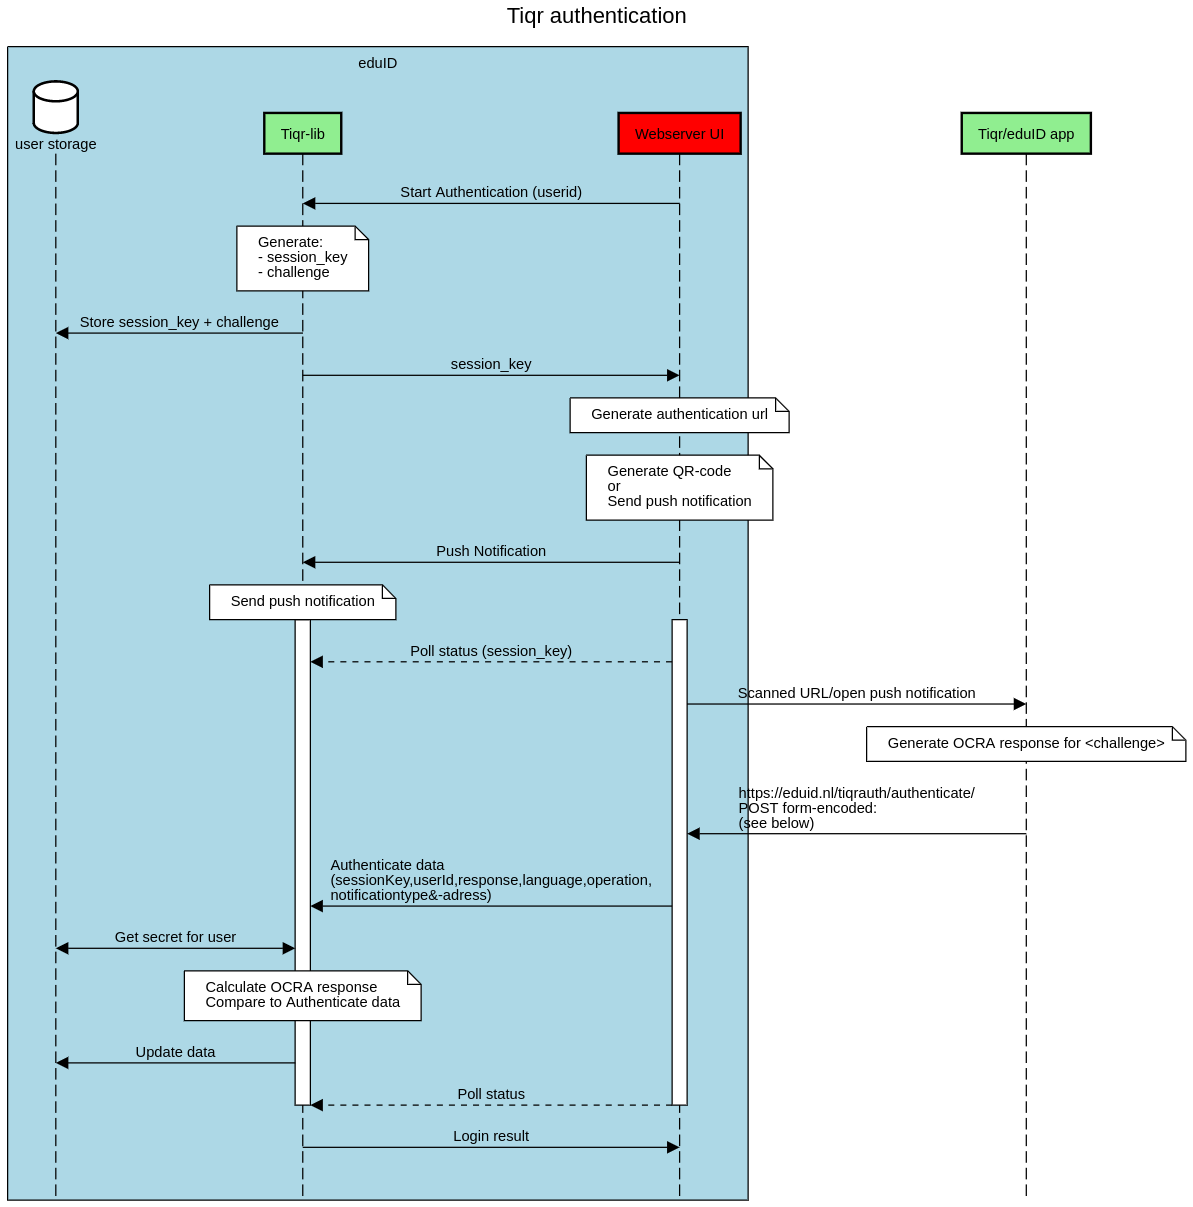 Tiqr authentication
eduID
user storage
Tiqr-lib
Webserver UI
Tiqr/eduID app
Start Authentication (userid)
Generate:
- session_key
- challenge
Store session_key + challenge
session_key
Generate authentication url
Generate QR-code
or
Send push notification
Push Notification
Send push notification
Poll status (session_key)
Scanned URL/open push notification
Generate OCRA response for <challenge>
https://eduid.nl/tiqrauth/authenticate/
POST form-encoded:
(see below)
Authenticate data
(sessionKey,userId,response,language,operation,
notificationtype&-adress)
Get secret for user
Calculate OCRA response
Compare to Authenticate data
Update data
Poll status
Login result